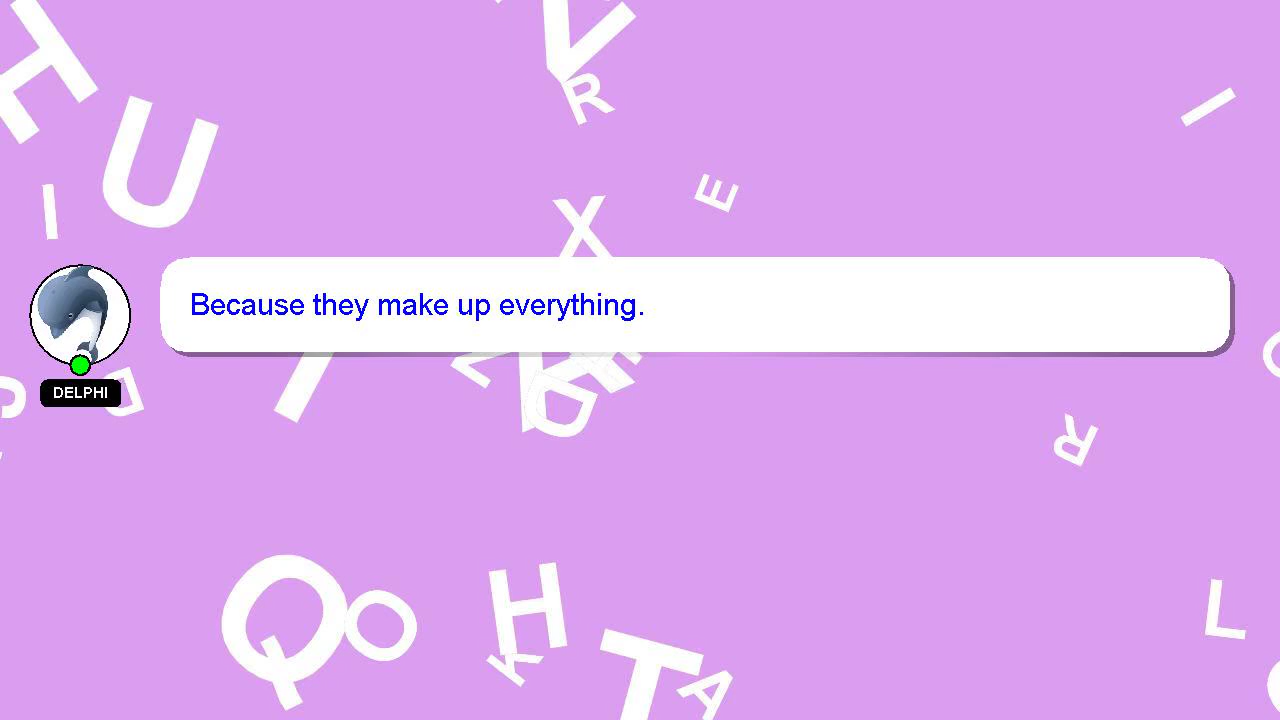 Because they make up everything.
DELPHI
H
U
I
V
R
E
X
I
I
Z
D
D
R
Q
O
H
K
T
A
L